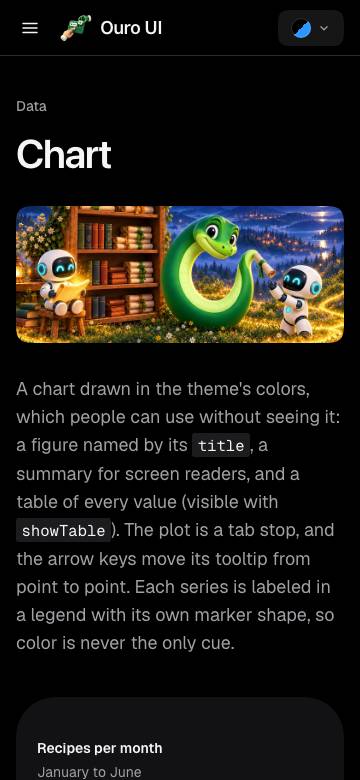 Ouro UI
Data
Chart
A chart drawn in the theme's colors,
which people can use without seeing it:
a figure named by its title, a
summary for screen readers, and a
table of every value (visible with
showTable). The plot is a tab stop, and
the arrow keys move its tooltip from
point to point. Each series is labeled in
a legend with its own marker shape, so
color is never the only cue.
Recipes per month
January to June